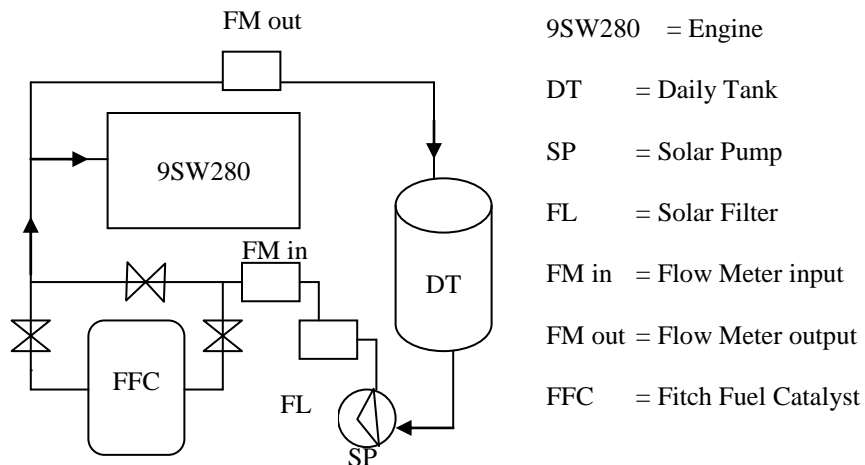 FM out
9SW280
FM in
DT
FFC
FL
SP
9SW280 = Engine
DT = Daily Tank
SP = Solar Pump
FL = Solar Filter
FM in = Flow Meter input
FM out = Flow Meter output
FFC = Fitch Fuel Catalyst